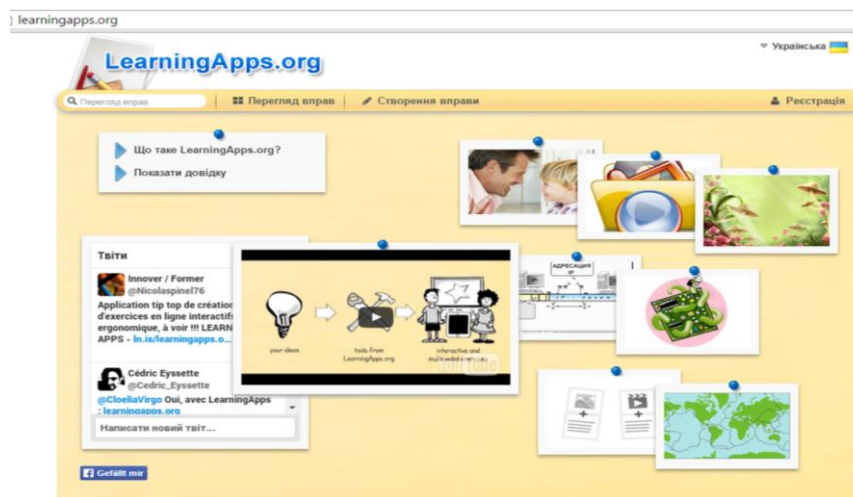 learningapps.org
LearningApps.org
Українська
Перегляд вправ
Перегляд вправ
Створення вправи
Реєстрація
Що таке LearningApps.org?
Показати довідку
Твіти
Innover / Former
@Nicolaspinel76
Application tip top de création
d'exercices en ligne interactifs
ergonomique, à voir !!! LEARN
APPS - ln.is/learningapps.o...
Cédric Eyssette
@Cedric_Eyssette
@CloeliaVirgo Oui, avec LearningApps
: learningapps.org
Написати новий твіт...
your ideas
tools from
LearningApps.org
interactive and
YouTube
АДРЕСАЦИЯ
IP
Gefällt mir